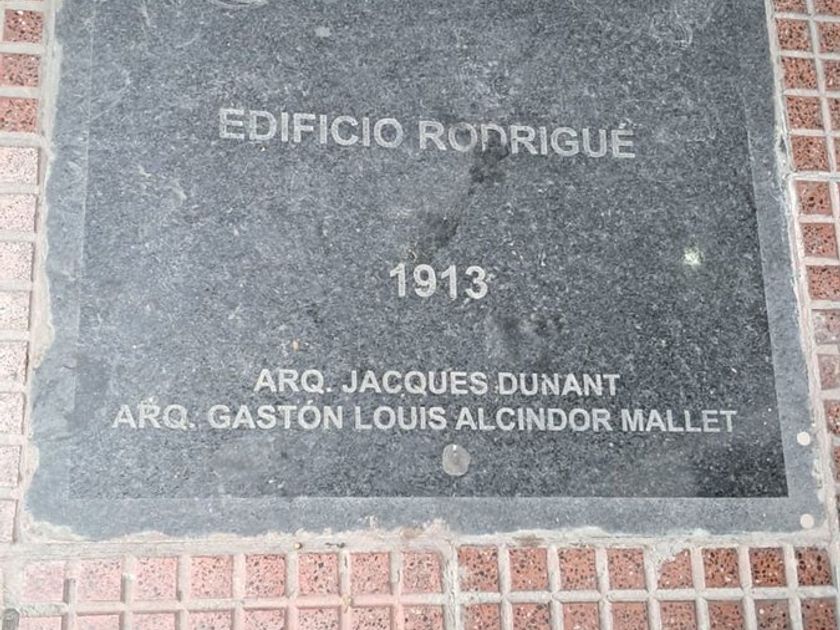 EDIFICIO RODRIGUÉ
1913
ARQ. JACQUES DUNANT
ARQ. GASTÓN LOUIS ALCINDOR MALLET